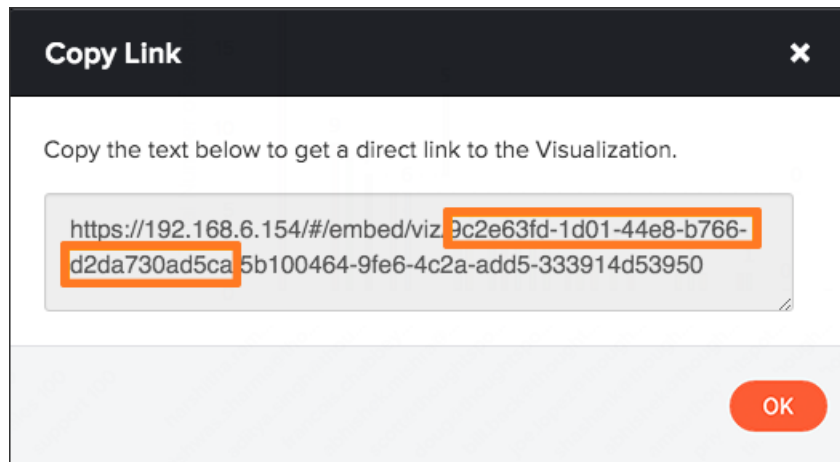 Copy Link
Copy the text below to get a direct link to the Visualization.
https://192.168.6.154/#/embed/viz/9c2e63fd-1d01-44e8-b766-
d2da730ad5ca/5b100464-9fe6-4c2a-add5-333914d53950
OK